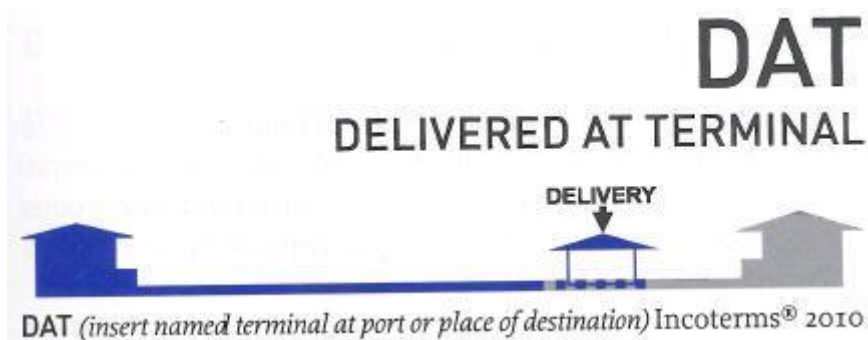 DAT
DELIVERED AT TERMINAL
DELIVERY
DAT (insert named terminal at port or place of destination) Incoterms® 2010